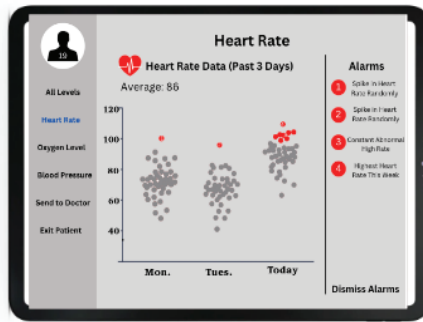 Heart Rate
19
Heart Rate Data (Past 3 Days)
Average: 86
All Levels
Heart Rate
Oxygen Level
Blood Pressure
Send to Doctor
Exit Patient
120
100
80
60
40
Mon.
Tues.
Today
Alarms
1
Spike in Heart
Rate Randomly
2
Spike in Heart
Rate Randomly
3
Constant Abnormal
High Rate
4
Highest Heart
Rate This Week
Dismiss Alarms